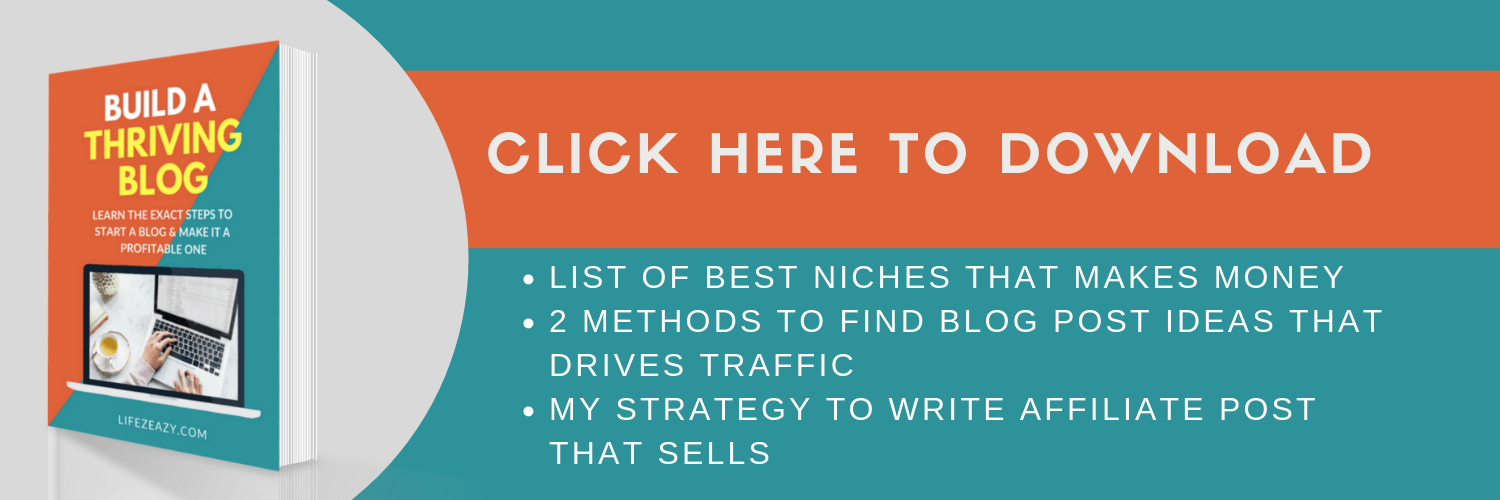 BUILD A
THRIVING
BLOG
LEARN THE EXACT STEPS TO
START A BLOG & MAKE IT A
PROFITABLE ONE
LIFEZEAZY.COM
CLICK HERE TO DOWNLOAD
• LIST OF BEST NICHES THAT MAKES MONEY
• 2 METHODS TO FIND BLOG POST IDEAS THAT
DRIVES TRAFFIC
• MY STRATEGY TO WRITE AFFILIATE POST
THAT SELLS